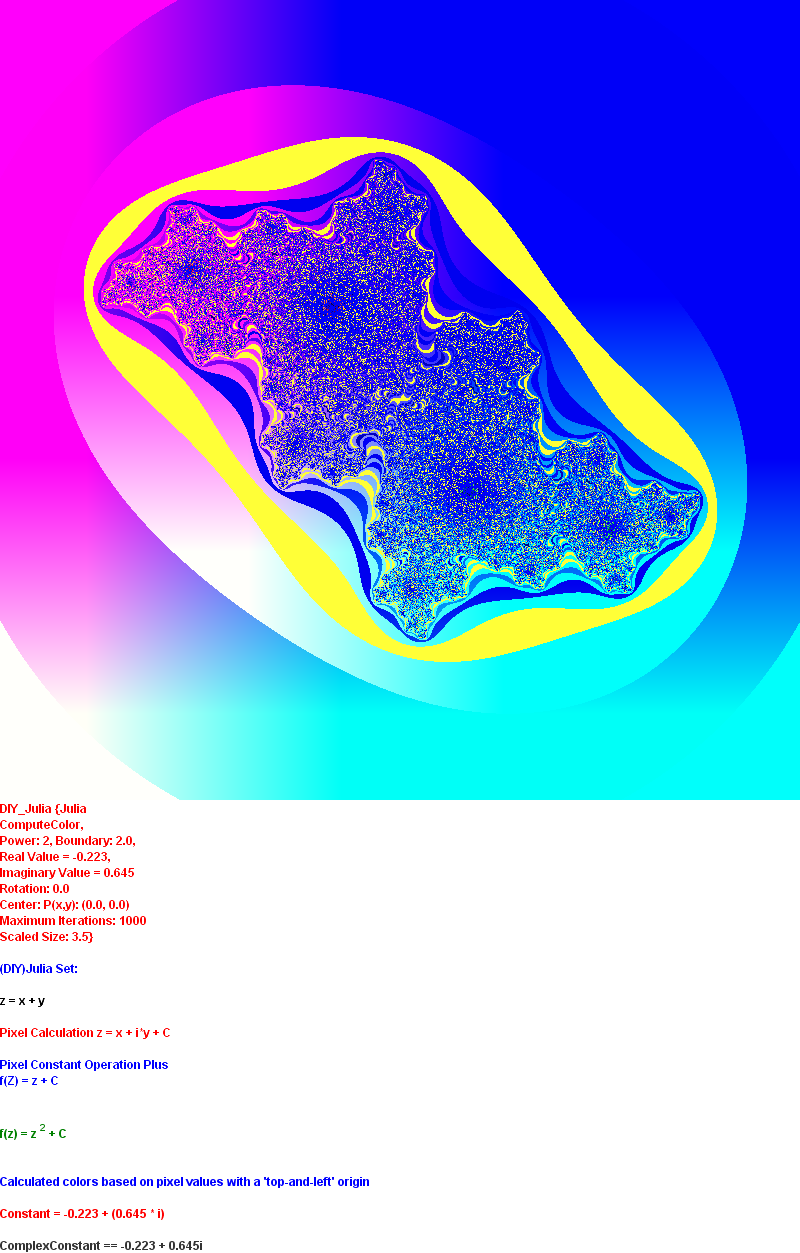 DIY_Julia {Julia
ComputeColor,
Power: 2, Boundary: 2.0,
Real Value = -0.223,
Imaginary Value = 0.645
Rotation: 0.0
Center: P(x,y): (0.0, 0.0)
Maximum Iterations: 1000
Scaled Size: 3.5}
(DIY)Julia Set:
z = x + y
Pixel Calculation z = x + i*y + C
Pixel Constant Operation Plus
f(Z) = z + C
f(z) = z 2 + C
Calculated colors based on pixel values with a 'top-and-left' origin
Constant = -0.223 + (0.645 * i)
ComplexConstant == -0.223 + 0.645i